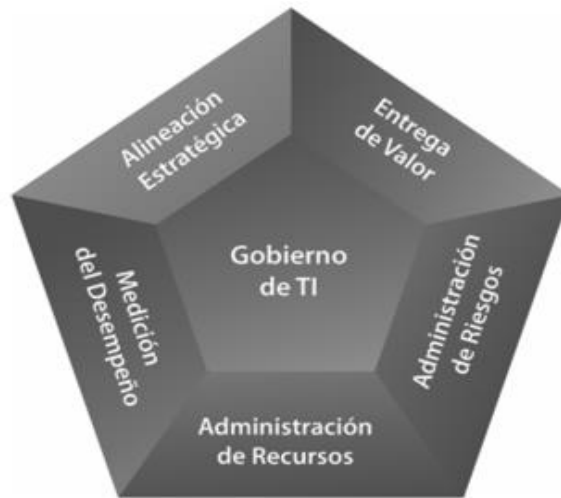 Alineación
Estratégica
Entrega
de Valor
Gobierno
de TI
Medición
del Desempeño
Administración
de Riesgos
Administración
de Recursos